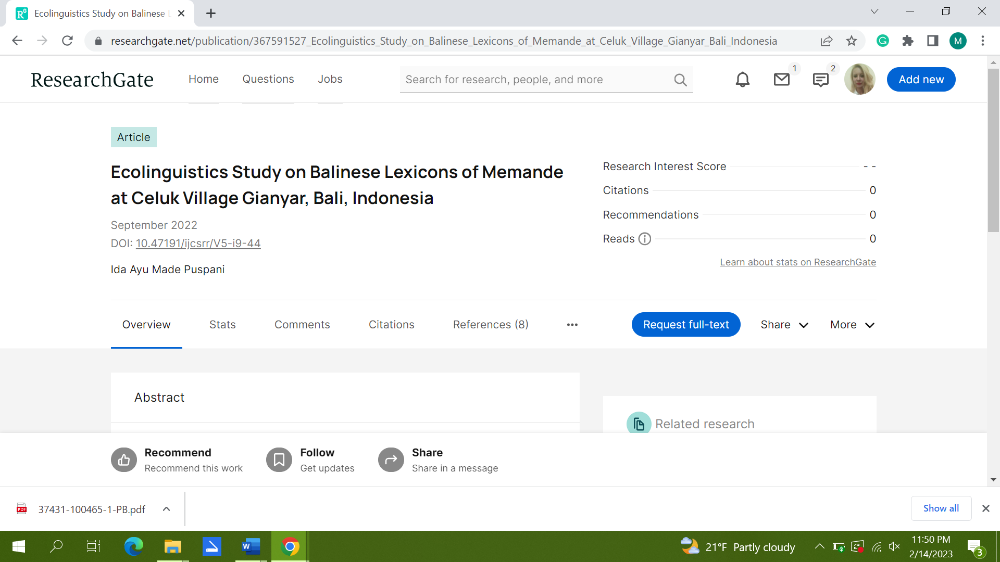 Ecolinguistics Study on Balinese L
researchgate.net/publication/367591527_Ecolinguistics_Study_on_Balinese_Lexicons_of_Memande_at_Celuk_Village_Gianyar_Bali_Indonesia
M
ResearchGate
Home
Questions
Jobs
Search for research, people, and more
1
2
Add new
Article
Ecolinguistics Study on Balinese Lexicons of Memande
at Celuk Village Gianyar, Bali, Indonesia
September 2022
DOI: 10.47191/ijcsrr/V5-i9-44
Ida Ayu Made Puspani
Research Interest Score - -
Citations 0
Recommendations 0
Reads 0
Learn about stats on ResearchGate
Overview
Stats
Comments
Citations
References (8)
Request full-text
Share
More
Abstract
Related research
Recommend
Recommend this work
Follow
Get updates
Share
Share in a message
PDF
37431-100465-1-PB.pdf
Show all
21°F Partly cloudy
11:50 PM
2/14/2023
3